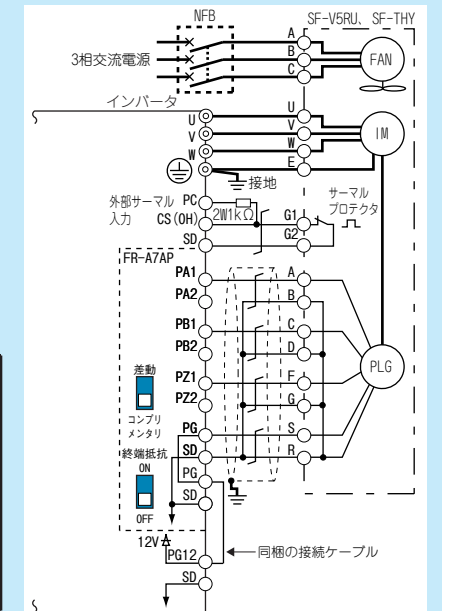 NFB
SF-V5RU、SF-THY
3相交流電源
A
B
C
FAN
インバータ
U
V
W
U
V
W
E
IM
接地
外部サーマル
入力
PC
CS(OH)
SD
2W1kΩ
G1
G2
サーマル
プロテクタ
FR-A7AP
PA1
PA2
PB1
PB2
PZ1
PZ2
PG
SD
PG
SD
A
B
C
D
F
G
S
R
PLG
差動
コンプリ
メンタリ
終端抵抗
ON
OFF
12V
PG12
SD
同梱の接続ケーブル